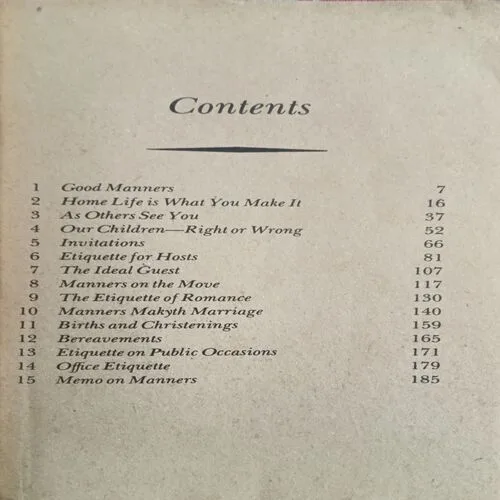 Contents
1 Good Manners 7
2 Home Life is What You Make It 16
3 As Others See You 37
4 Our Children—Right or Wrong 52
5 Invitations 66
6 Etiquette for Hosts 81
7 The Ideal Guest 107
8 Manners on the Move 117
9 The Etiquette of Romance 130
10 Manners Makyth Marriage 140
11 Births and Christenings 159
12 Bereavements 165
13 Etiquette on Public Occasions 171
14 Office Etiquette 179
15 Memo on Manners 185